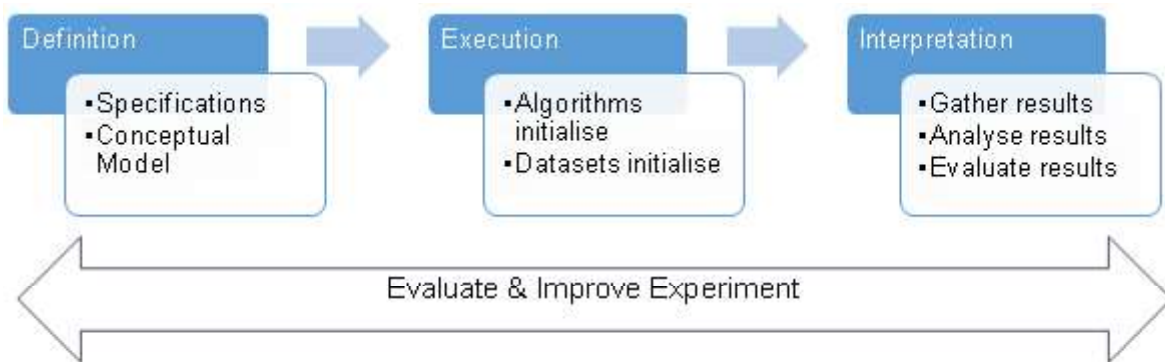 Definition
▪Specifications
▪Conceptual
Model
Execution
▪Algorithms
initialise
▪Datasets initialise
Interpretation
▪Gather results
▪Analyse results
▪Evaluate results
Evaluate & Improve Experiment